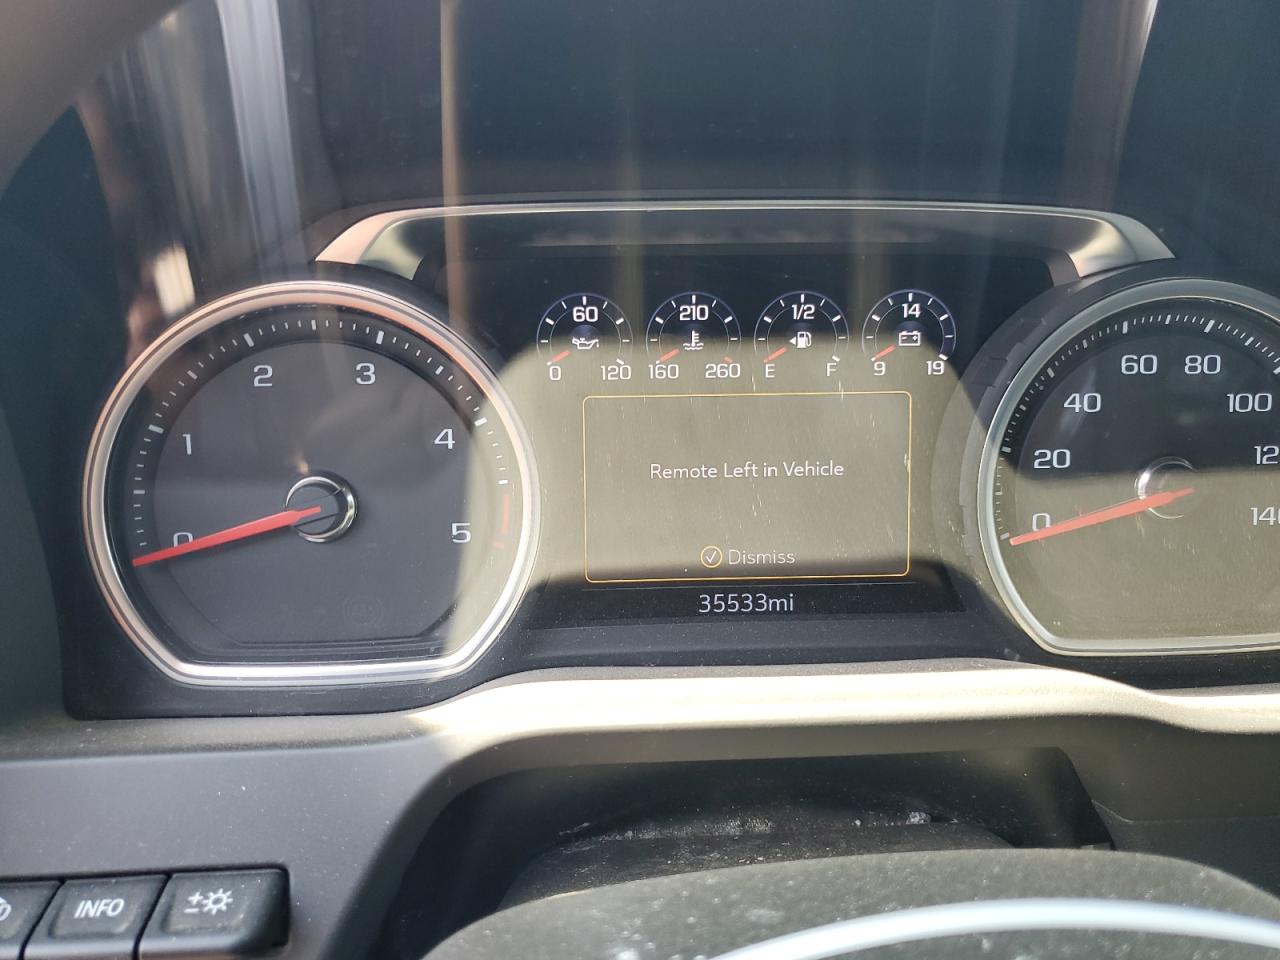 60
0 120
210
160 260
1/2
E F
14
9 19
0 1 2 3 4 5
Remote Left in Vehicle
Dismiss
35533mi
0 20 40 60 80 100
INFO